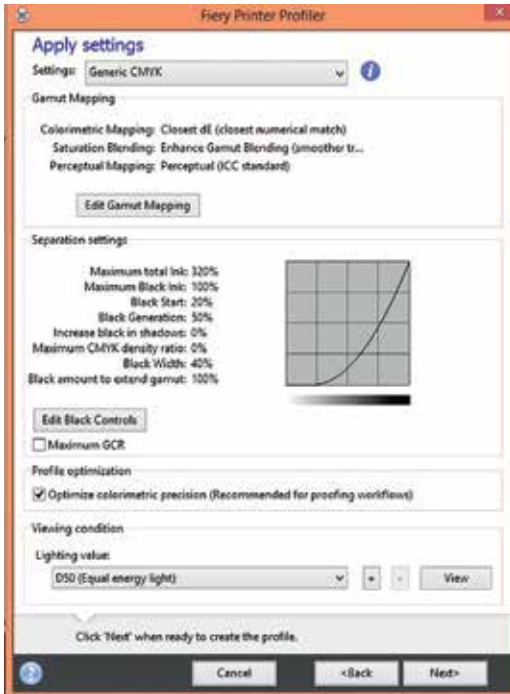 Fiery Printer Profiler
Apply settings
Settings: Generic CMYK
Gamut Mapping
Colorimetric Mapping: Closest dE (closest numerical match)
Saturation Blending: Enhance Gamut Blending (smoother tr...
Perceptual Mapping: Perceptual (ICC standard)
Edit Gamut Mapping
Separation settings
Maximum total Ink: 320%
Maximum Black Ink: 100%
Black Start: 20%
Black Generation: 50%
Increase black in shadows: 0%
Maximum CMYK density ratio: 0%
Black Width: 40%
Black amount to extend gamut: 100%
Edit Black Controls
Maximum GCR
Profile optimization
Optimize colorimetric precision (Recommended for proofing workflows)
Viewing condition
Lighting value:
D50 (Equal energy light) + - View
Click 'Next' when ready to create the profile.
Cancel <Back Next>